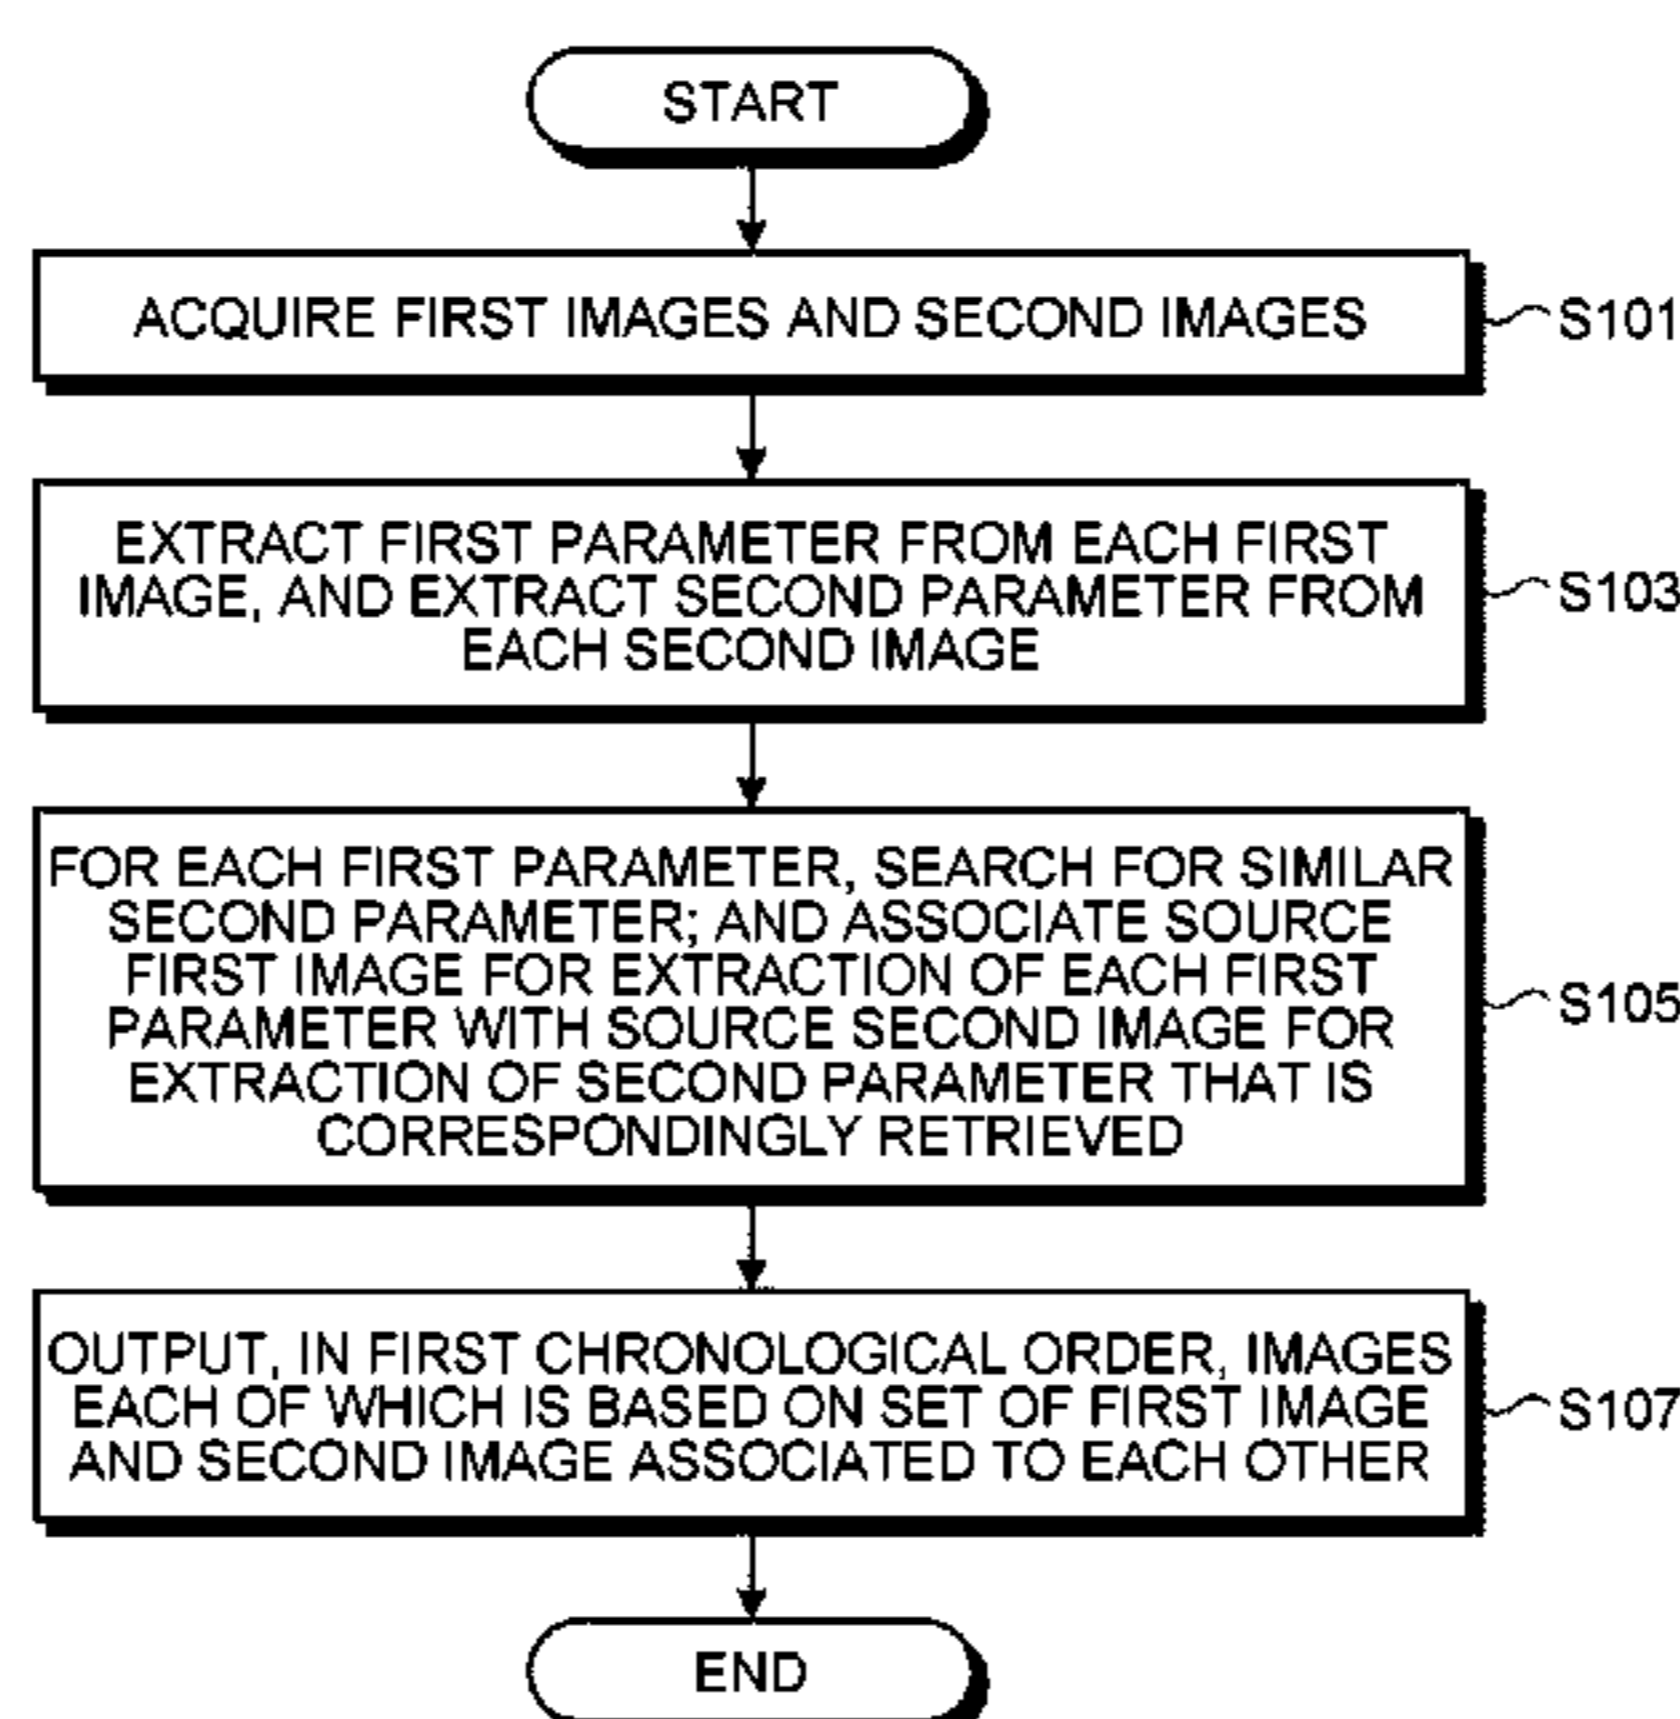 START
ACQUIRE FIRST IMAGES AND SECOND IMAGES
S101
EXTRACT FIRST PARAMETER FROM EACH FIRST
IMAGE, AND EXTRACT SECOND PARAMETER FROM
EACH SECOND IMAGE
S103
FOR EACH FIRST PARAMETER, SEARCH FOR SIMILAR
SECOND PARAMETER; AND ASSOCIATE SOURCE
FIRST IMAGE FOR EXTRACTION OF EACH FIRST
PARAMETER WITH SOURCE SECOND IMAGE FOR
EXTRACTION OF SECOND PARAMETER THAT IS
CORRESPONDINGLY RETRIEVED
S105
OUTPUT, IN FIRST CHRONOLOGICAL ORDER, IMAGES
EACH OF WHICH IS BASED ON SET OF FIRST IMAGE
AND SECOND IMAGE ASSOCIATED TO EACH OTHER
S107
END